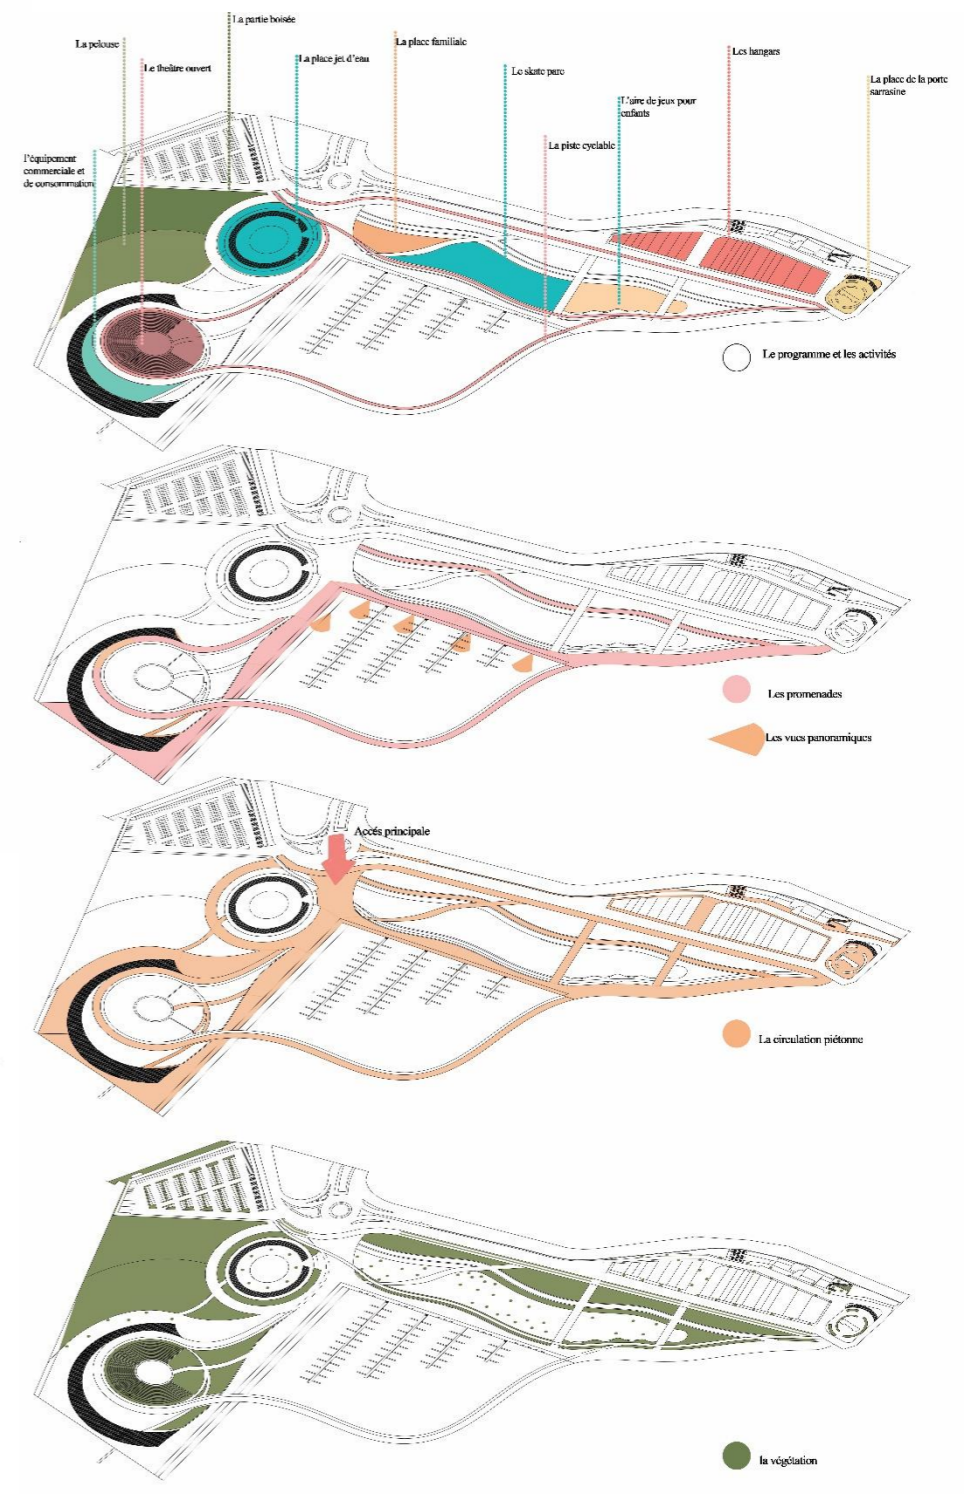 La partie boisée
La pelouse
Le theâtre ouvert
La place jet d'eau
La place familiale
Le skate parc
L'aire de jeux pour
enfants
Les hangars
La place de la porte
sarrasine
La piste cyclable
l'équipement
commerciale et
de consommation
Le programme et les activités
Les promenades
Les vues panoramiques
Accés principale
La circulation piétonne
la végétation